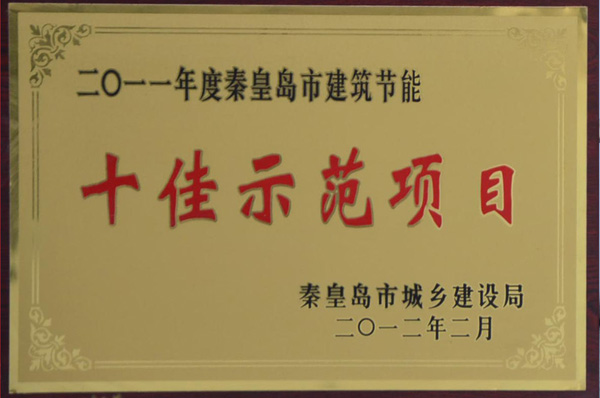 二〇一一年度秦皇岛市建筑节能
十佳示范项目
秦皇岛市城乡建设局
二〇一二年二月